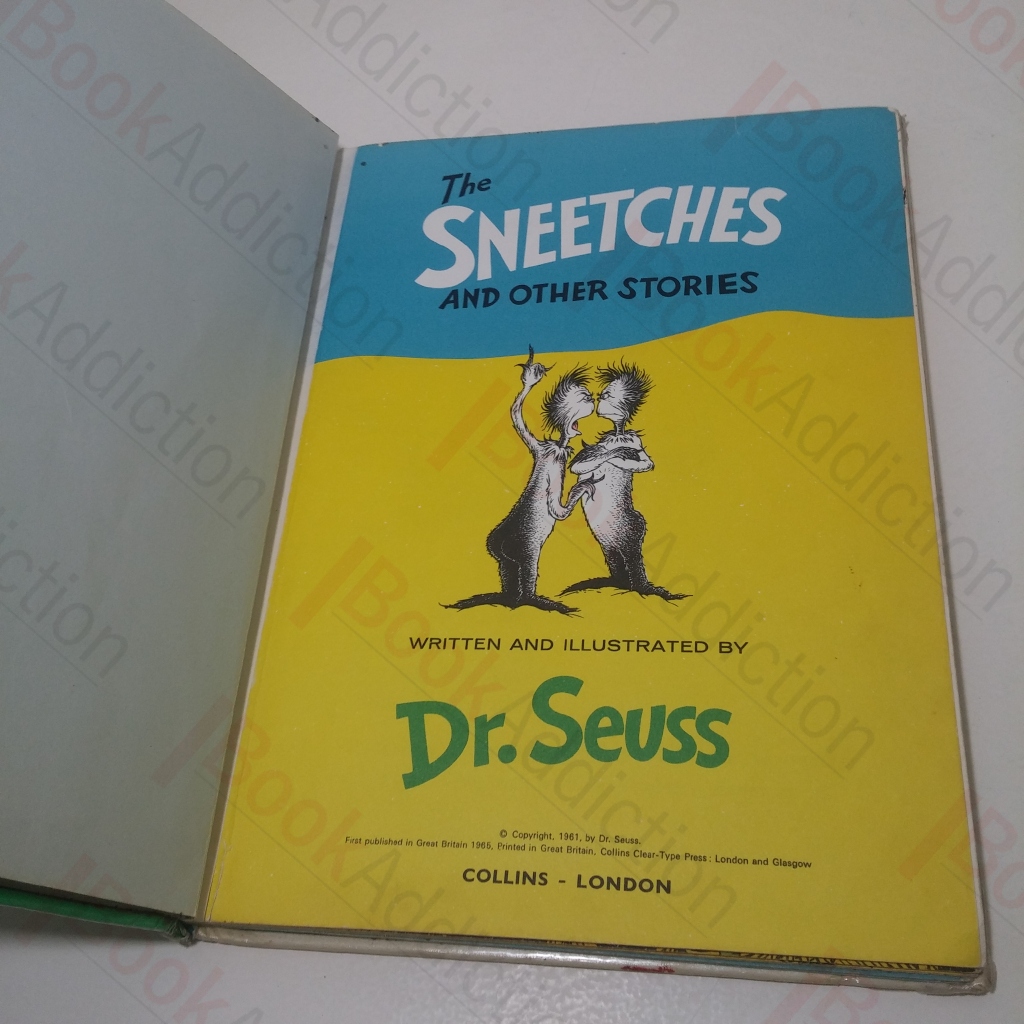 The
SNEETCHES
AND OTHER STORIES
WRITTEN AND ILLUSTRATED BY
Dr. Seuss
© Copyright, 1961, by Dr. Seuss.
First published in Great Britain 1965. Printed in Great Britain. Collins Clear-Type Press: London and Glasgow
COLLINS - LONDON
BookAddiction